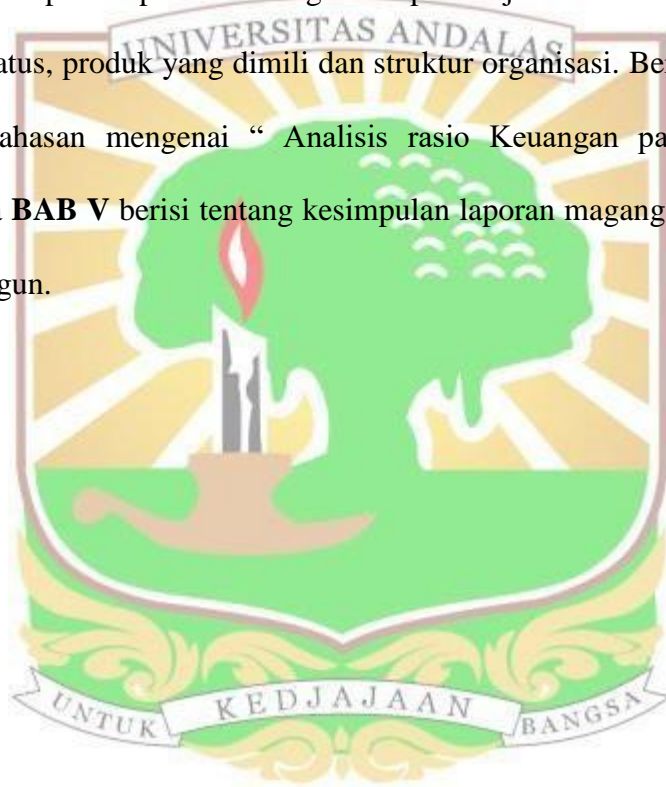 UNIVERSITAS ANDALAS
atus, produk yang dimili dan struktur organisasi. Be
ahasan mengenai “ Analisis rasio Keuangan pa
BAB V berisi tentang kesimpulan laporan magang
gun.
UNTUK KEDJAJAAN BANGSA